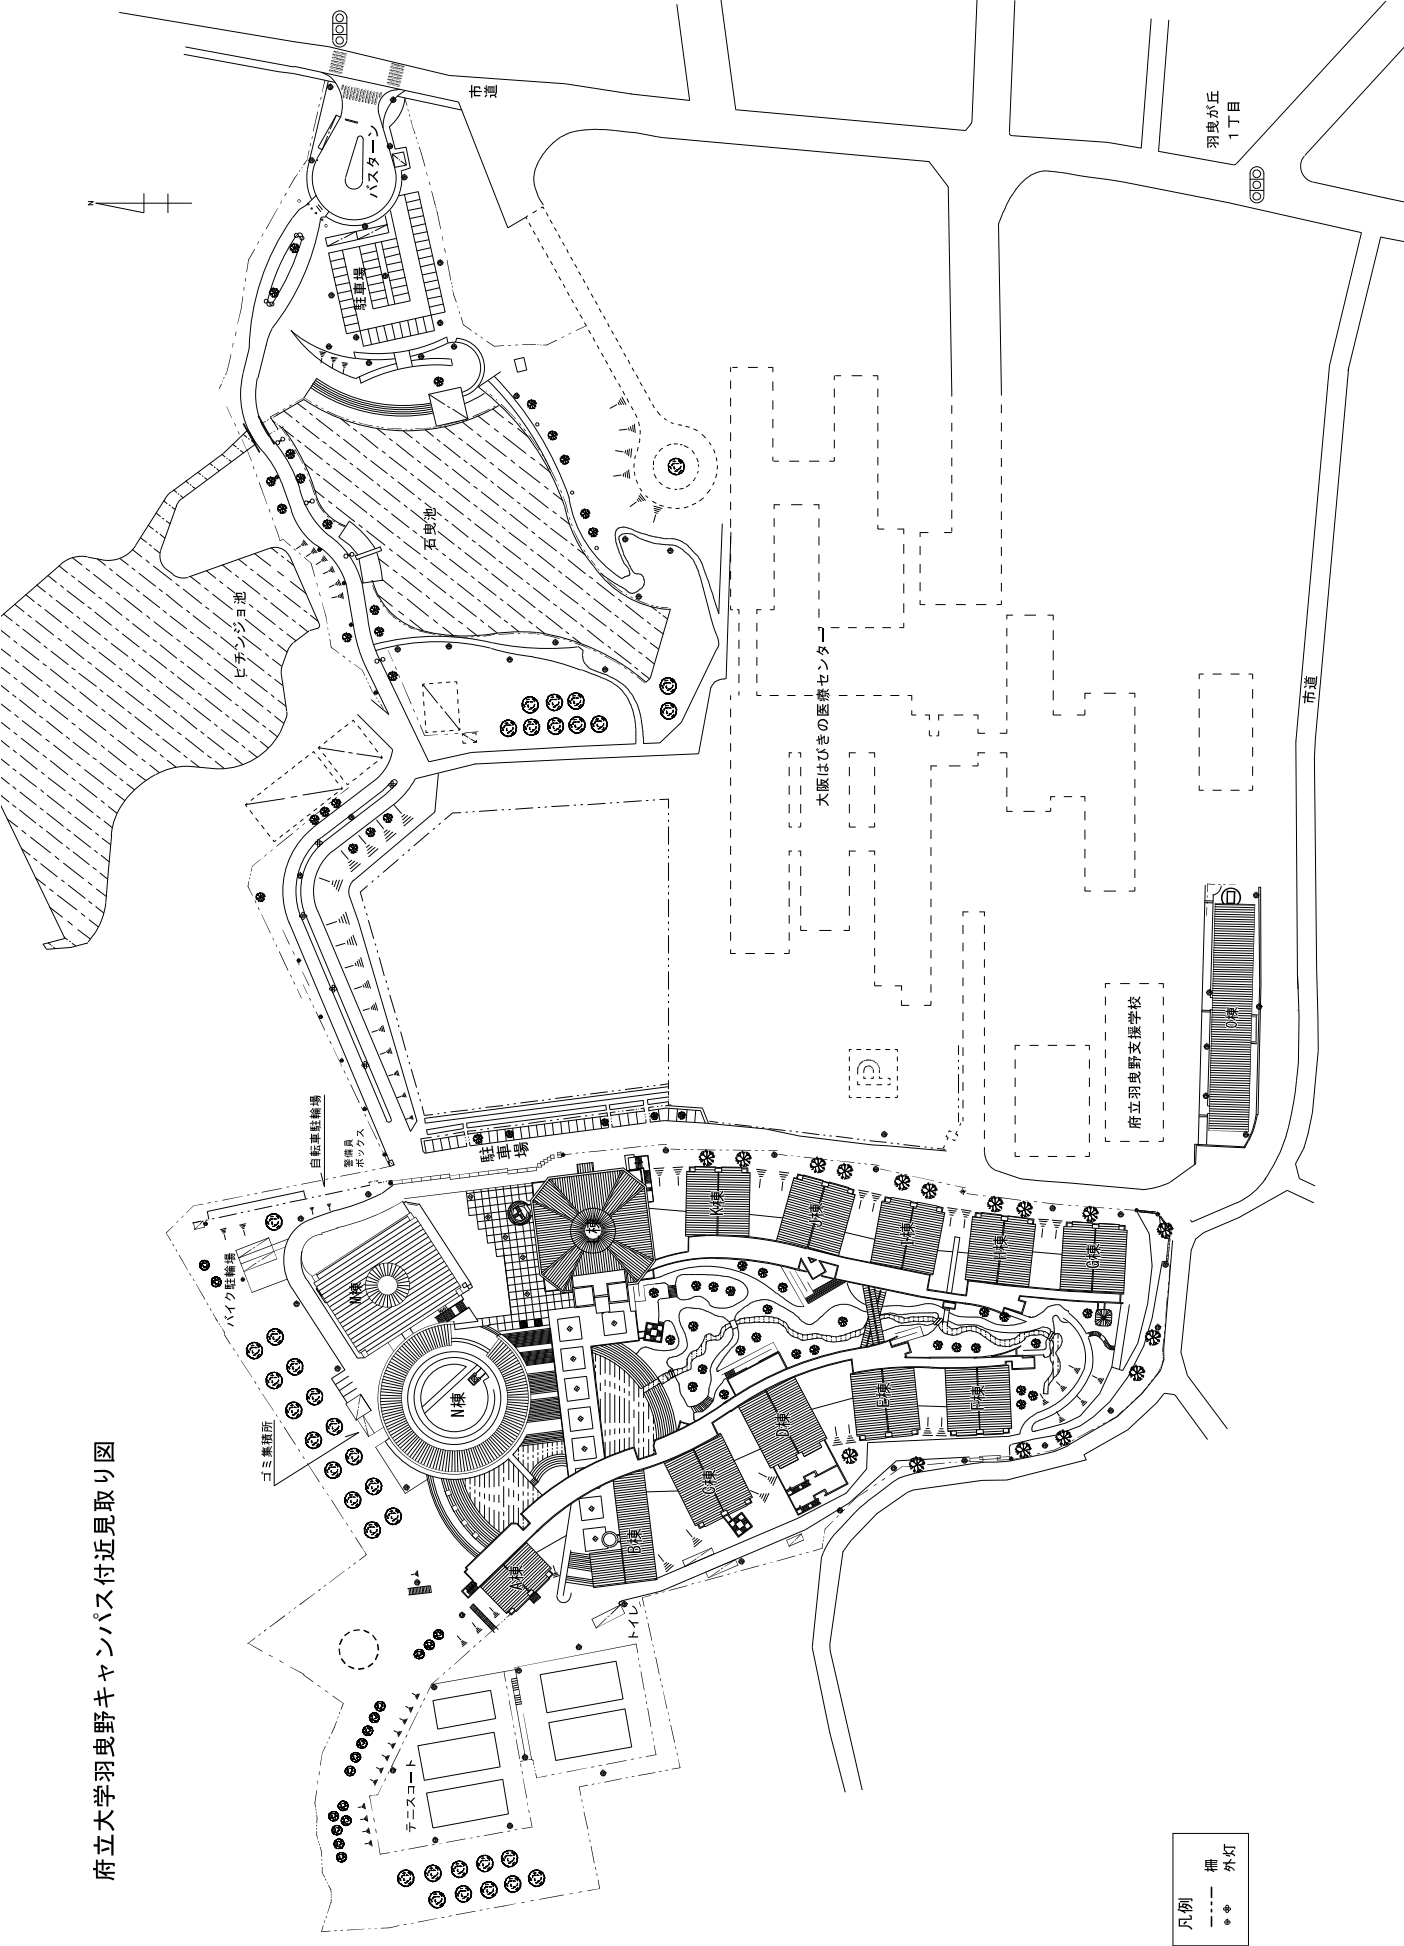 府立大学羽曳野キャンパス付近見取り図
N
市
道
羽曳が丘
1丁目
バスターン
駐車場
石曳池
ヒチンジョ池
大阪はびきの医療センター
市道
府立羽曳野支援学校
O棟
P
自転車駐輪場
警備員
ボックス
駐車場
バイク駐輪場
M棟
L棟
K棟
J棟
I棟
H棟
G棟
N棟
ゴミ集積所
A棟
B棟
C棟
D棟
E棟
F棟
トイレ
テニスコート
凡例
柵
外灯